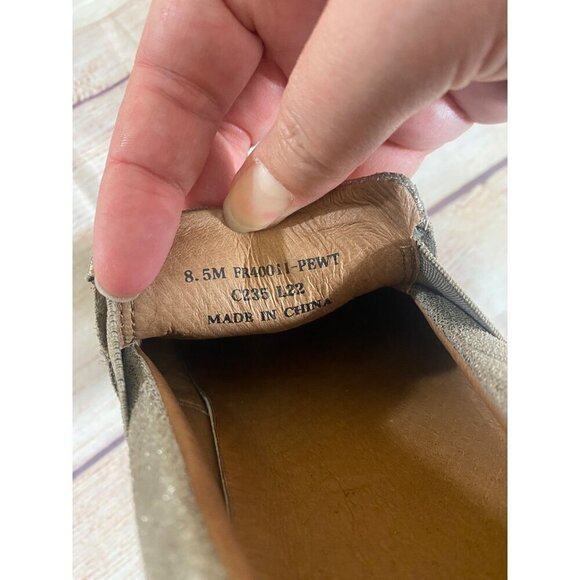 8.5M FR40011-PEWT
C235 L22
MADE IN CHINA